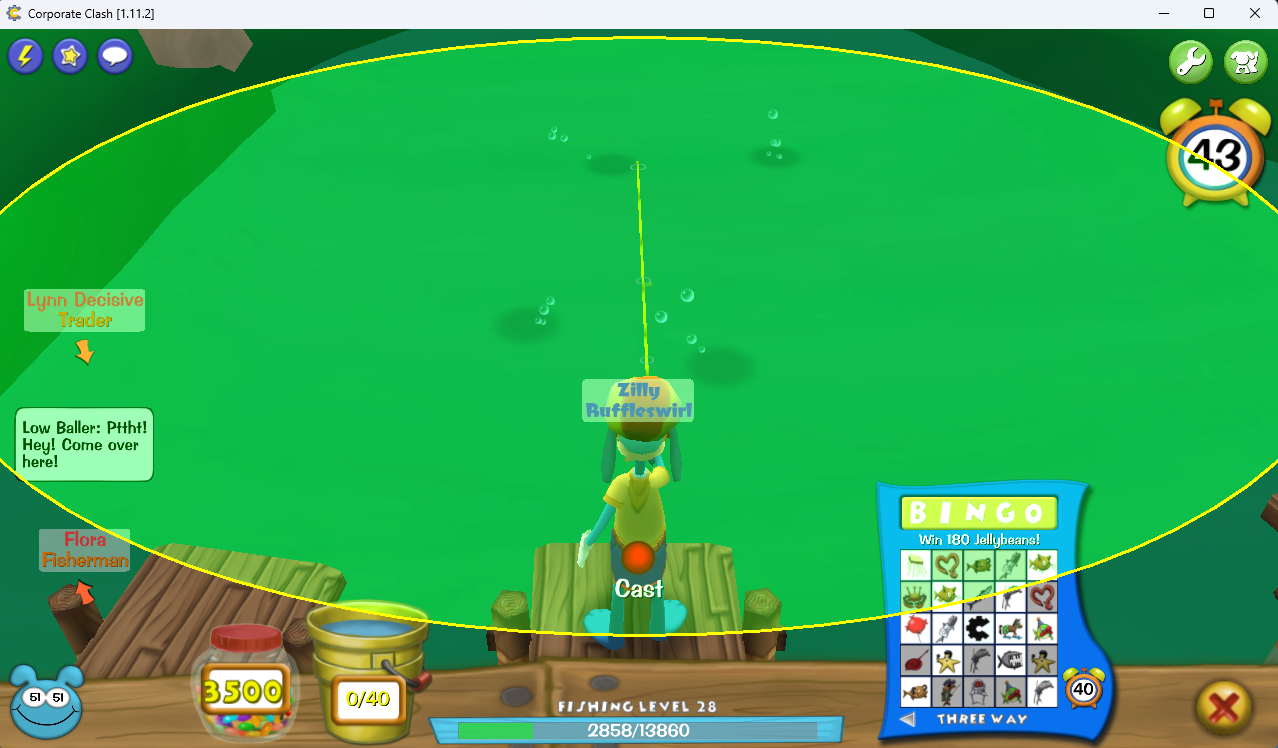 Corporate Clash [1.11.2]
43
Lynn Decisive
Trader
Zilly
Ruffleswirl
Low Baller: Pttht!
Hey! Come over
here!
BINGO
Win 180 Jellybeans!
Flora
Fisherman
Cast
51 51
3500
0/40
40
FISHING LEVEL 28
THREE WAY
2858/13860